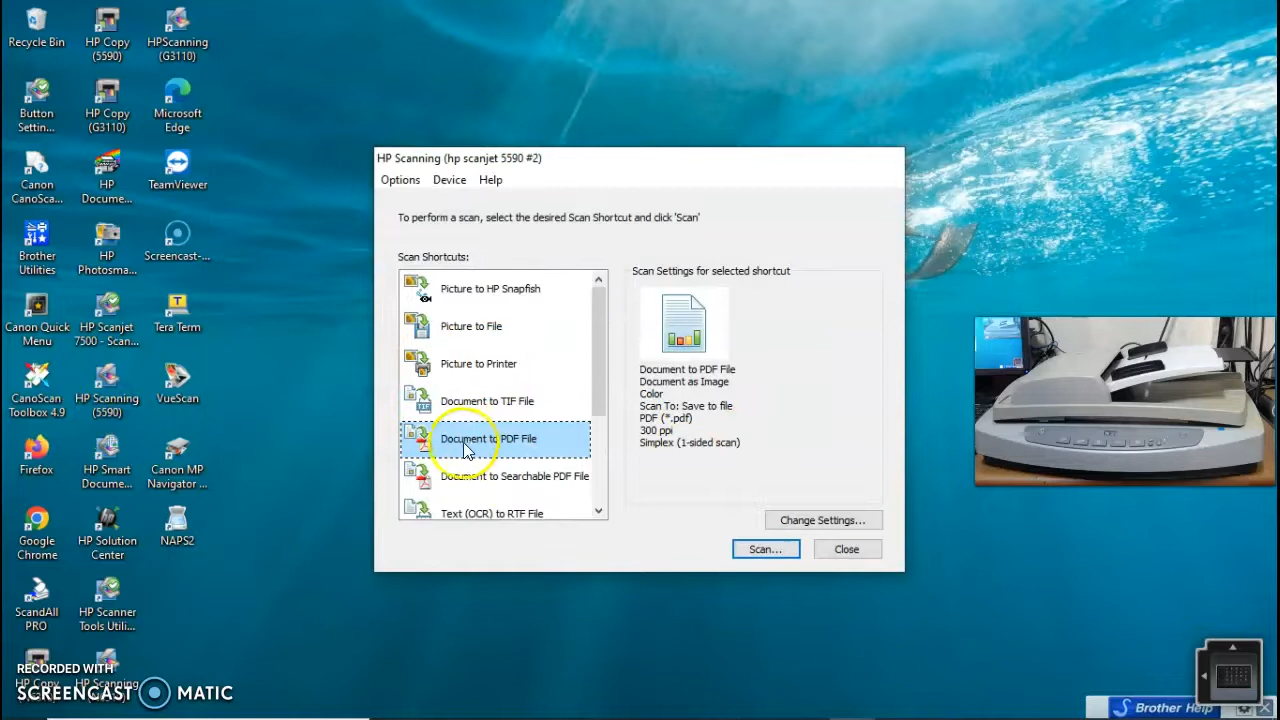 Recycle Bin
HP Copy
(5590)
HPScanning
(G3110)
Button
Settin...
HP Copy
(G3110)
Microsoft
Edge
Canon
CanoSca...
HP
Docume...
TeamViewer
Brother
Utilities
HP
Photosma...
Screencast-...
Canon Quick
Menu
HP Scanjet
7500 - Scan...
Tera Term
CanoScan
Toolbox 4.9
HP Scanning
(5590)
VueScan
Firefox
HP Smart
Docume...
Canon MP
Navigator ...
Google
Chrome
HP Solution
Center
NAPS2
ScandAll
PRO
HP Scanner
Tools Utili...
HP Copy
HP Scanning
RECORDED WITH
SCREENCAST MATIC
HP Scanning (hp scanjet 5590 #2)
Options Device Help
To perform a scan, select the desired Scan Shortcut and click 'Scan'
Scan Shortcuts:
Picture to HP Snapfish
Picture to File
Picture to Printer
Document to TIF File
Document to PDF File
Document to Searchable PDF File
Text (OCR) to RTF File
Scan Settings for selected shortcut
Document to PDF File
Document as Image
Color
Scan To: Save to file
PDF (*.pdf)
300 ppi
Simplex (1-sided scan)
Change Settings...
Scan...
Close
Brother Help